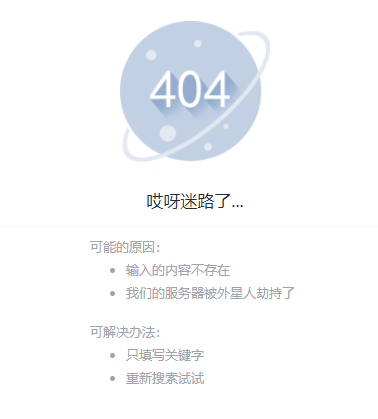 404
哎呀迷路了...
可能的原因：
输入的内容不存在
我们的服务器被外星人劫持了
可解决办法：
只填写关键字
重新搜索试试